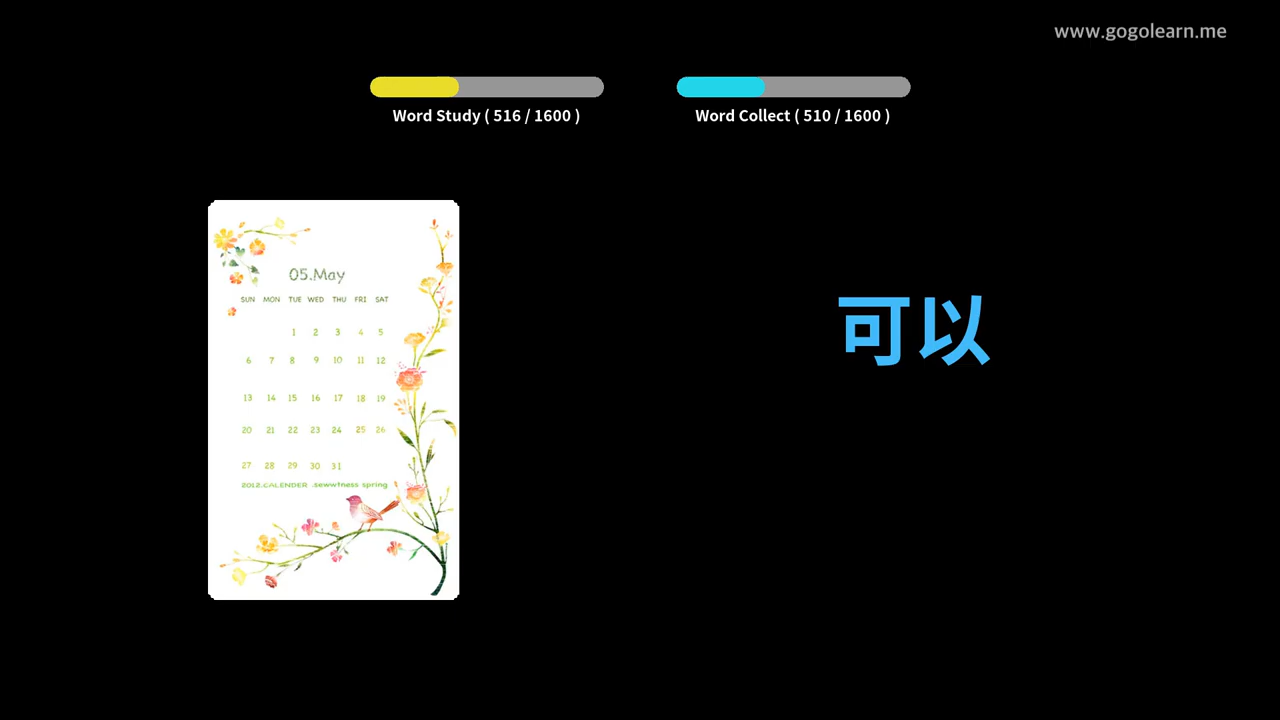 www.gogolearn.me
Word Study ( 516 / 1600 )
Word Collect ( 510 / 1600 )
05.May
SUN MON TUE WED THU FRI SAT
1 2 3 4 5
6 7 8 9 10 11 12
13 14 15 16 17 18 19
20 21 22 23 24 25 26
27 28 29 30 31
2012.CALENDER .sewwtness spring
可以